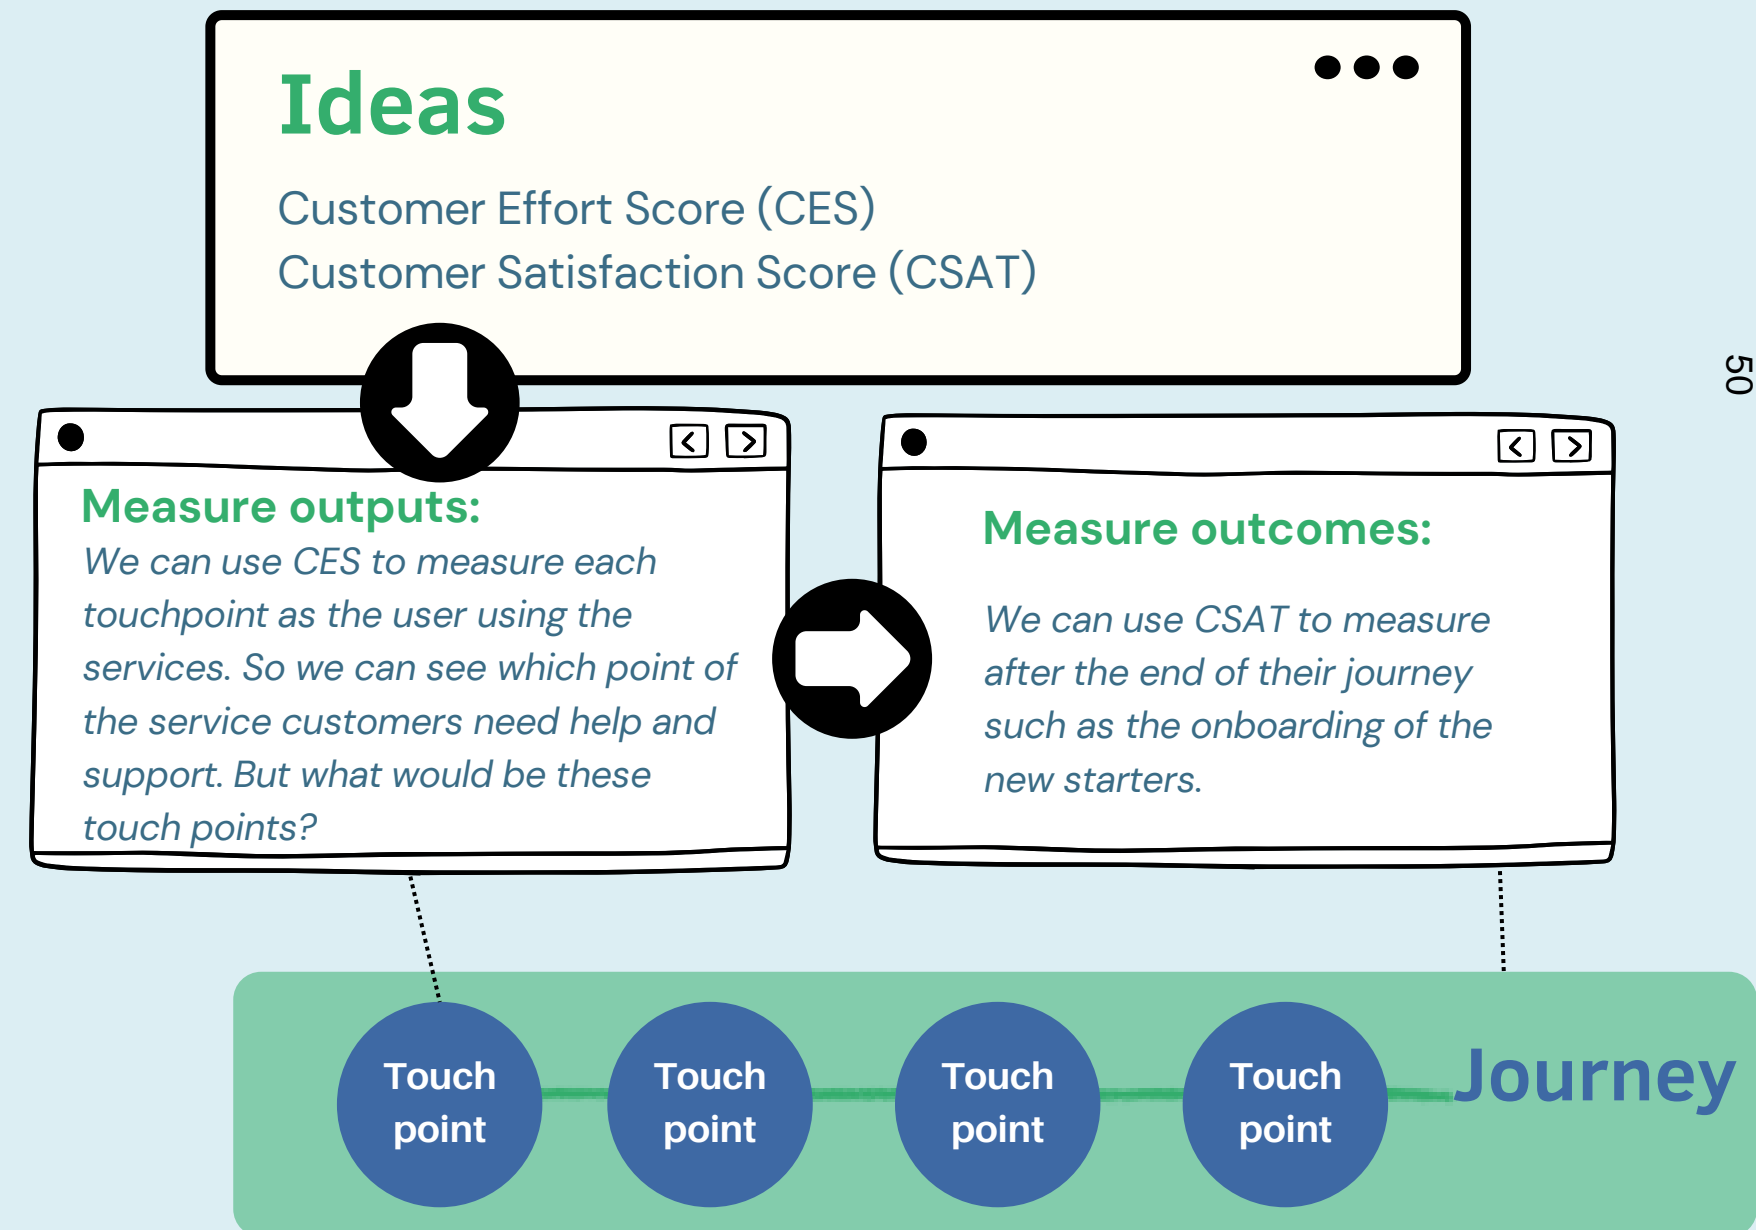 Ideas
Customer Effort Score (CES)
Customer Satisfaction Score (CSAT)
50
Measure outputs:
We can use CES to measure each
touchpoint as the user using the
services. So we can see which point of
the service customers need help and
support. But what would be these
touch points?
Measure outcomes:
We can use CSAT to measure
after the end of their journey
such as the onboarding of the
new starters.
Touch
point
Touch
point
Touch
point
Touch
point
Journey